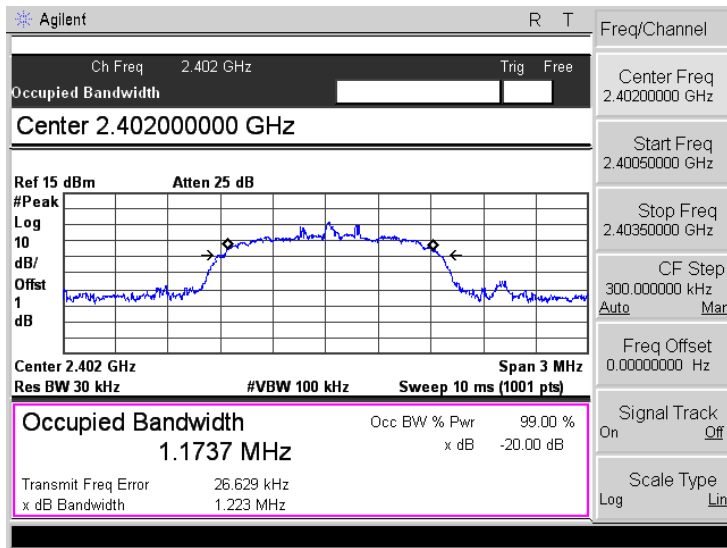 Agilent R T
Ch Freq 2.402 GHz Trig Free
Occupied Bandwidth
Center 2.402000000 GHz
Ref 15 dBm Atten 25 dB
#Peak
Log
10
dB/
Offst
1
dB
Center 2.402 GHz Span 3 MHz
Res BW 30 kHz #VBW 100 kHz Sweep 10 ms (1001 pts)
Occupied Bandwidth
1.1737 MHz
Occ BW % Pwr 99.00 %
x dB -20.00 dB
Transmit Freq Error 26.629 kHz
x dB Bandwidth 1.223 MHz
Freq/Channel
Center Freq
2.40200000 GHz
Start Freq
2.40050000 GHz
Stop Freq
2.40350000 GHz
CF Step
300.000000 kHz
Auto Man
Freq Offset
0.00000000 Hz
Signal Track
On Off
Scale Type
Log Lin